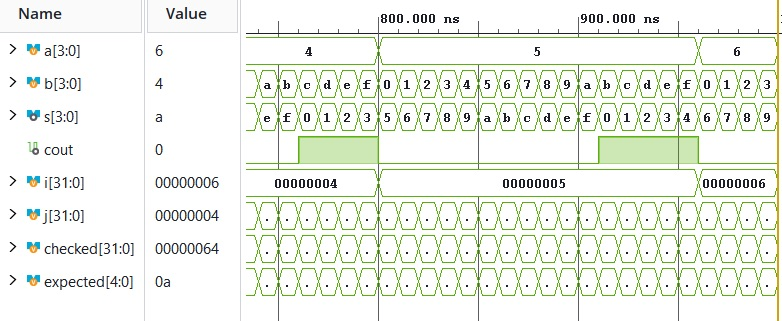 Name Value 800.000 ns 900.000 ns
a[3:0] 6 4 5 6
b[3:0] 4 a b c d e f 0 1 2 3 4 5 6 7 8 9 a b c d e f 0 1 2 3
s[3:0] a e f 0 1 2 3 5 6 7 8 9 a b c d e f 0 1 2 3 4 6 7 8 9
cout 0
i[31:0] 00000006 00000004 00000005 00000006
j[31:0] 00000004 . . . . . . . . . . . . . . . . . . . . . . . . . .
checked[31:0] 00000064 . . . . . . . . . . . . . . . . . . . . . . . . . .
expected[4:0] 0a . . . . . . . . . . . . . . . . . . . . . . . . . .